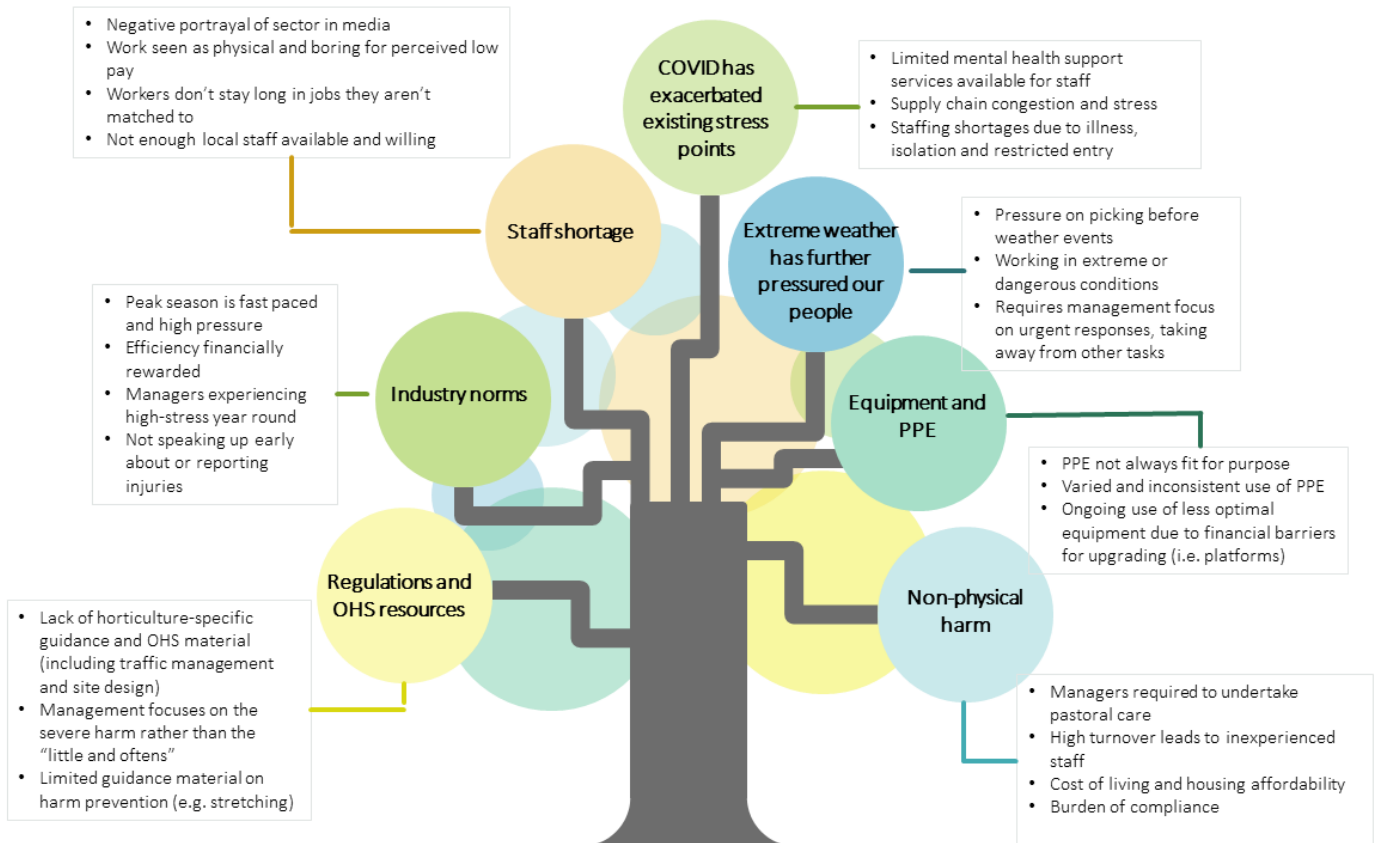 • Negative portrayal of sector in media
• Work seen as physical and boring for perceived low
pay
• Workers don’t stay long in jobs they aren’t
matched to
• Not enough local staff available and willing
COVID has
exacerbated
existing stress
points
• Limited mental health support
services available for staff
• Supply chain congestion and stress
• Staffing shortages due to illness,
isolation and restricted entry
Staff shortage
Extreme weather
has further
pressured our
people
• Pressure on picking before
weather events
• Working in extreme or
dangerous conditions
• Requires management focus
on urgent responses, taking
away from other tasks
• Peak season is fast paced
and high pressure
• Efficiency financially
rewarded
• Managers experiencing
high-stress year round
• Not speaking up early
about or reporting
injuries
Industry norms
Equipment and
PPE
• PPE not always fit for purpose
• Varied and inconsistent use of PPE
• Ongoing use of less optimal
equipment due to financial barriers
for upgrading (i.e. platforms)
Regulations and
OHS resources
Non-physical
harm
• Lack of horticulture-specific
guidance and OHS material
(including traffic management
and site design)
• Management focuses on the
severe harm rather than the
“little and oftens”
• Limited guidance material on
harm prevention (e.g. stretching)
• Managers required to undertake
pastoral care
• High turnover leads to inexperienced
staff
• Cost of living and housing affordability
• Burden of compliance